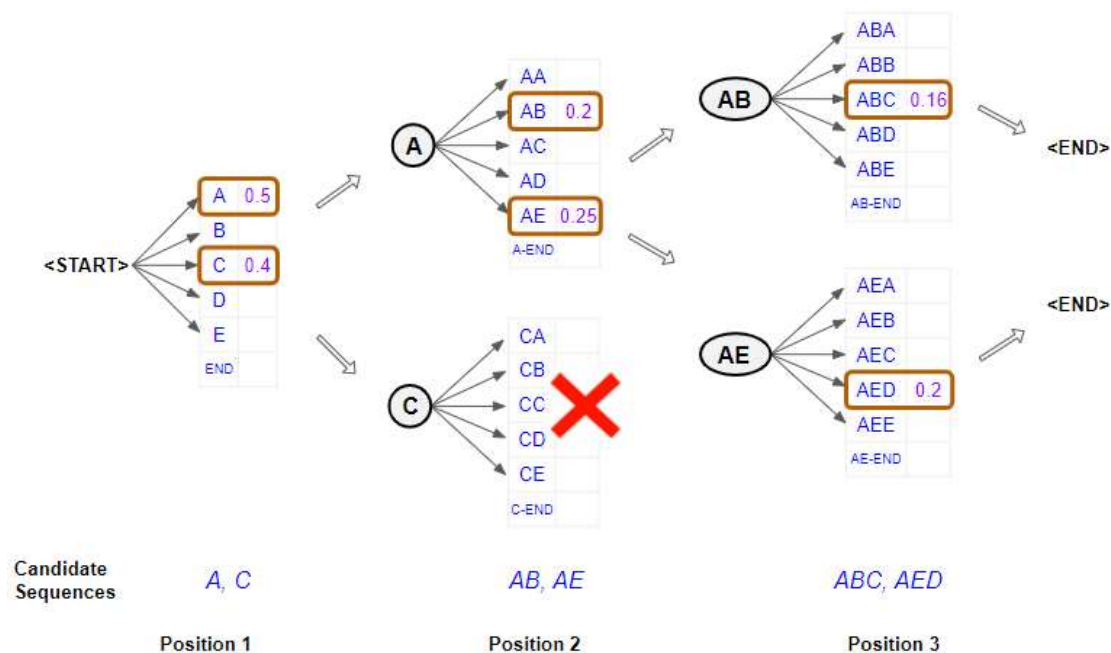 <START>
A 0.5
B
C 0.4
D
E
END
A
AA
AB 0.2
AC
AD
AE 0.25
A-END
C
CA
CB
CC
CD
CE
C-END
AB
ABA
ABB
ABC 0.16
ABD
ABE
AB-END
<END>
AE
AEA
AEB
AEC
AED 0.2
AEE
AE-END
<END>
Candidate
Sequences
A, C
AB, AE
ABC, AED
Position 1
Position 2
Position 3